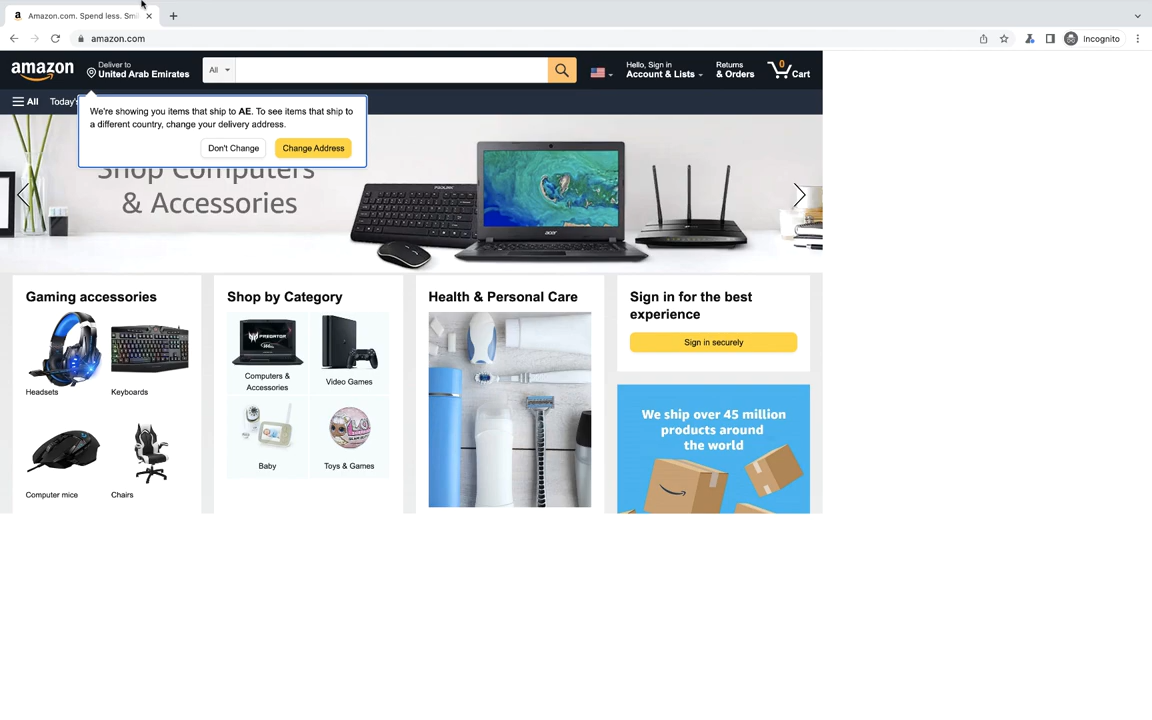 Amazon.com. Spend less. Smi
amazon.com
Incognito
amazon
Deliver to
United Arab Emirates
All
Hello, Sign in
Account & Lists
Returns
& Orders
0
Cart
All
Today'
We're showing you items that ship to AE. To see items that ship to
a different country, change your delivery address.
Don't Change
Change Address
Shop Computers
& Accessories
acer
Gaming accessories
Headsets
Keyboards
Computer mice
Chairs
Shop by Category
PREDATOR
Computers &
Accessories
Video Games
Baby
Toys & Games
Health & Personal Care
Sign in for the best
experience
Sign in securely
We ship over 45 million
products around
the world